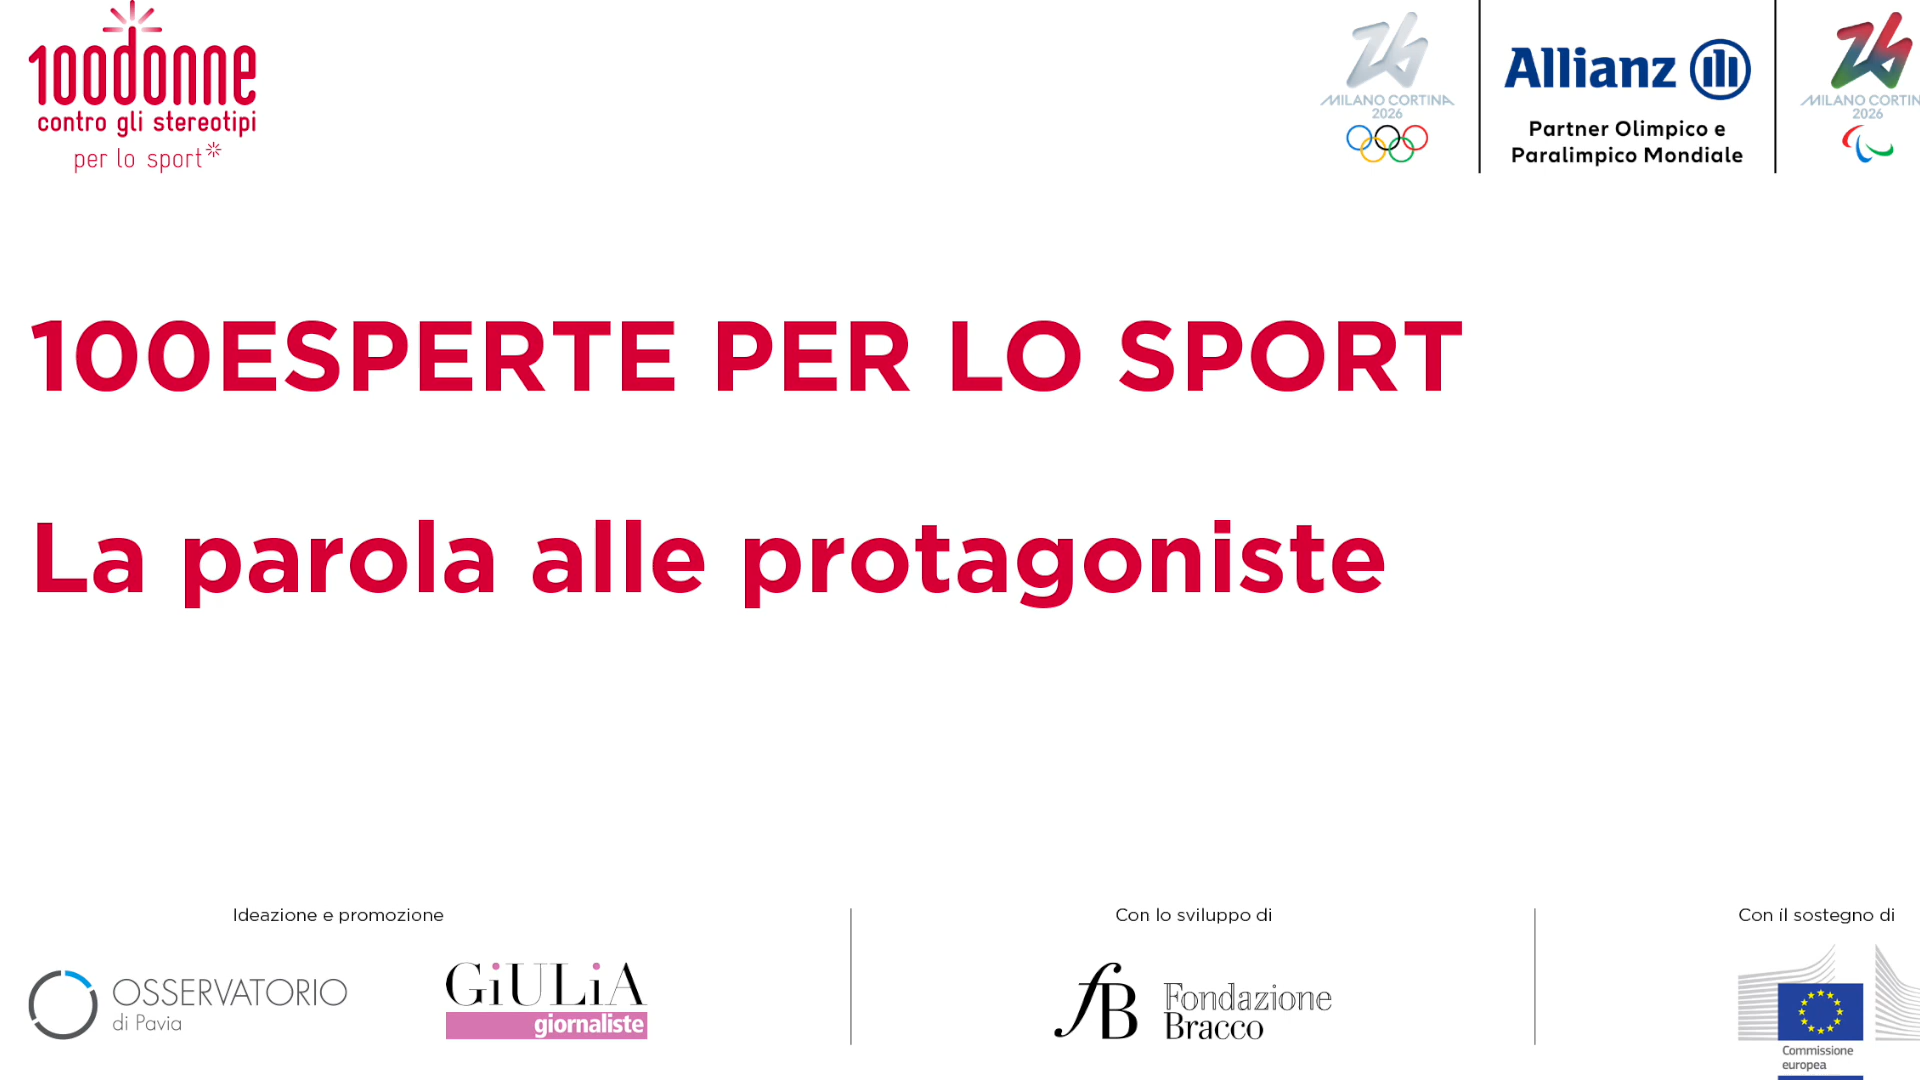 100donne
contro gli stereotipi
per lo sport*
MILANO CORTINA
2026
Allianz
Partner Olimpico e
Paralimpico Mondiale
MILANO CORTIN
2026
100ESPERTE PER LO SPORT
La parola alle protagoniste
Ideazione e promozione
OSSERVATORIO
di Pavia
GiULiA
giornaliste
Con lo sviluppo di
fB
Fondazione
Bracco
Con il sostegno di
Commissione
europea